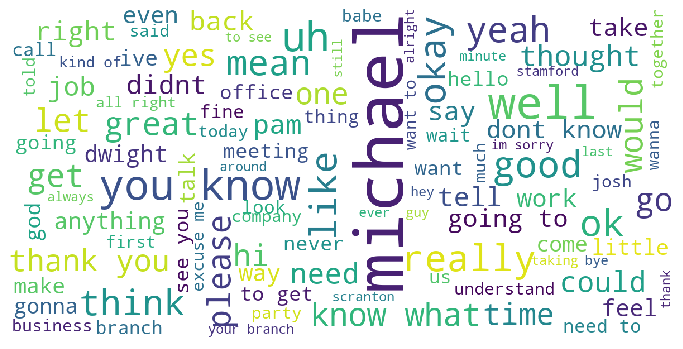 even
babe
right
said
back
to see
uh
michael
alright
yeah
take
together
call
kind of
ive
yes
still
okay
minute
thought
told
job
didnt
mean
want to
hello
stamford
all right
office
one
say
well
would
let
great
fine
thing
today
pam
wait
dont know
im sorry
last
wanna
going
dwight
meeting
like
want
much
good
get
you know
around
hey
tell
josh
go
god
always
talk
look
company
ever
guy
work
anything
see you
excuse me
please
going to
ok
first
hi
never
thank you
way
need
really
come
little
us
taking
bye
make
to get
understand
could
thank
gonna
think
scranton
feel
party
know what
time
need to
business
branch
your branch